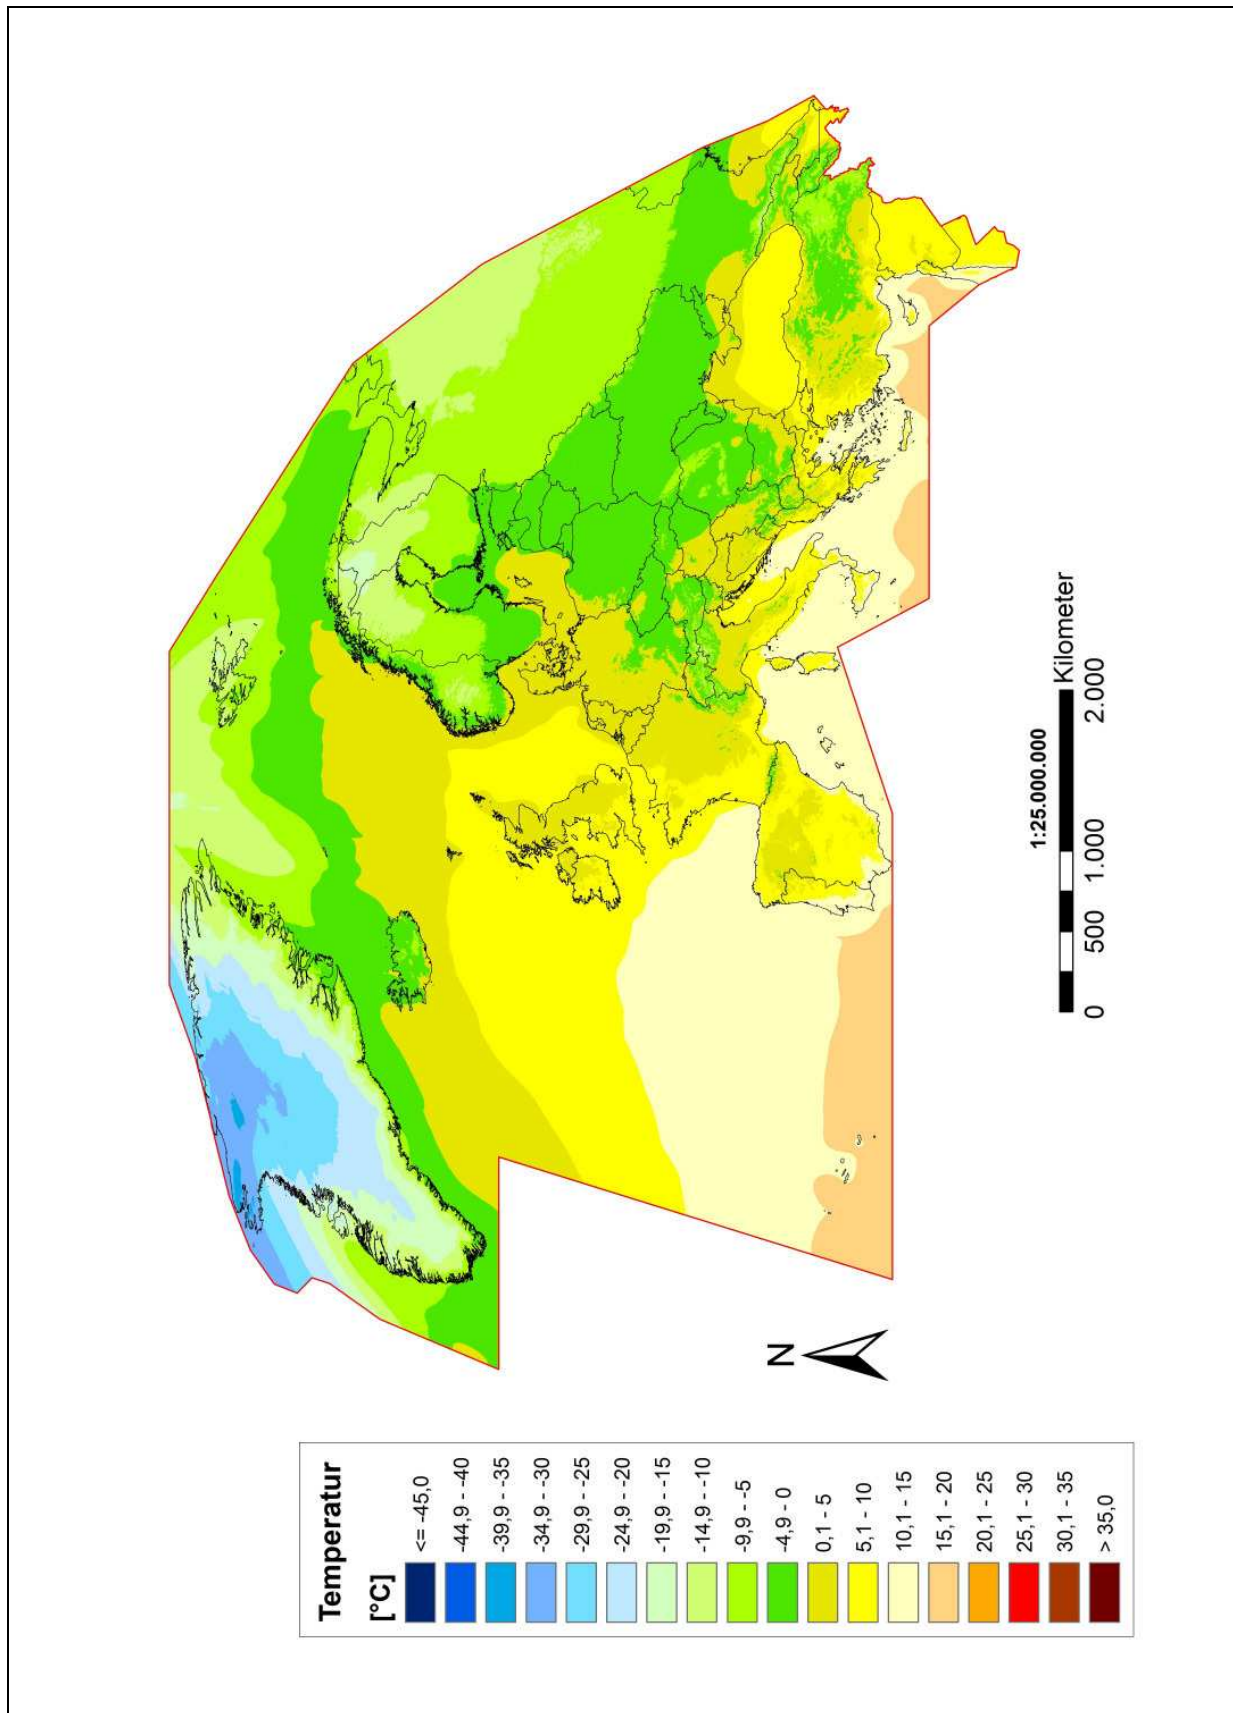 Temperatur
[°C]
<= -45,0
-44,9 - -40
-39,9 - -35
-34,9 - -30
-29,9 - -25
-24,9 - -20
-19,9 - -15
-14,9 - -10
-9,9 - -5
-4,9 - 0
0,1 - 5
5,1 - 10
10,1 - 15
15,1 - 20
20,1 - 25
25,1 - 30
30,1 - 35
> 35,0
N
1:25.000.000
Kilometer
0 500 1.000 2.000